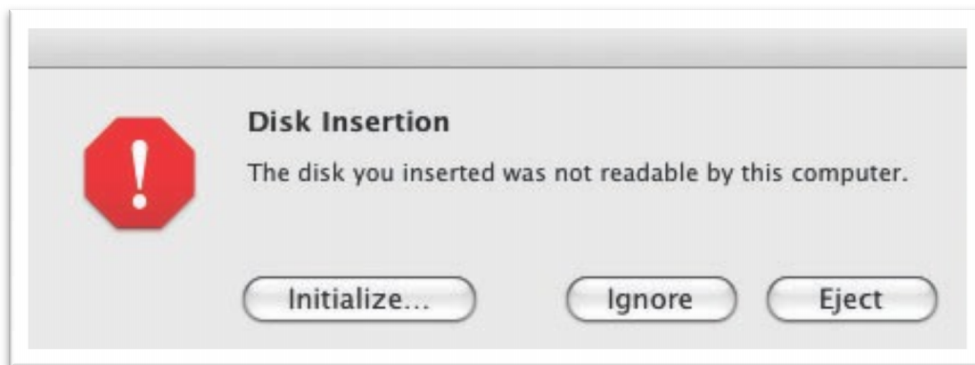 Disk Insertion
The disk you inserted was not readable by this computer.
Initialize... Ignore Eject